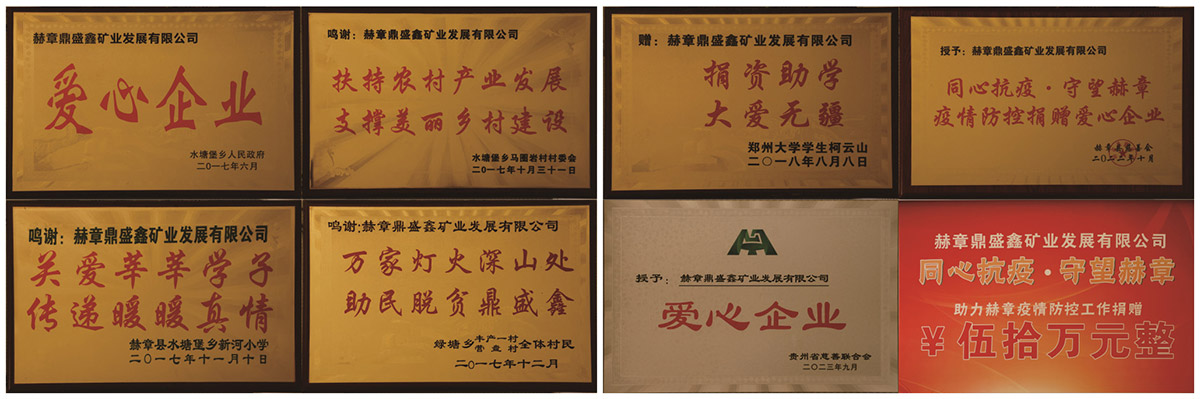 赫章鼎盛鑫矿业发展有限公司
爱心企业
水塘堡乡人民政府
二〇一七年六月
鸣谢：赫章鼎盛鑫矿业发展有限公司
扶持农村产业发展
支撑美丽乡村建设
水塘堡乡马圈岩村村委会
二〇一七年十月三十一日
赠：赫章鼎盛鑫矿业发展有限公司
捐资助学
大爱无疆
郑州大学学生柯云山
二〇一八年八月八日
授予：赫章鼎盛鑫矿业发展有限公司
同心抗疫·守望赫章
疫情防控捐赠爱心企业
赫章县慈善会
二〇二二年十月
鸣谢：赫章鼎盛鑫矿业发展有限公司
关爱莘莘学子
传递暖暖真情
赫章县水塘堡乡新河小学
二〇一七年十一月十日
鸣谢:赫章鼎盛鑫矿业发展有限公司
万家灯火深山处
助民脱贫鼎盛鑫
绿塘乡丰产一村营盘村全体村民
二〇一七年十二月
授予：赫章鼎盛鑫矿业发展有限公司
爱心企业
贵州省慈善联合会
二〇二三年九月
赫章鼎盛鑫矿业发展有限公司
同心抗疫·守望赫章
助力赫章疫情防控工作捐赠
¥伍拾万元整